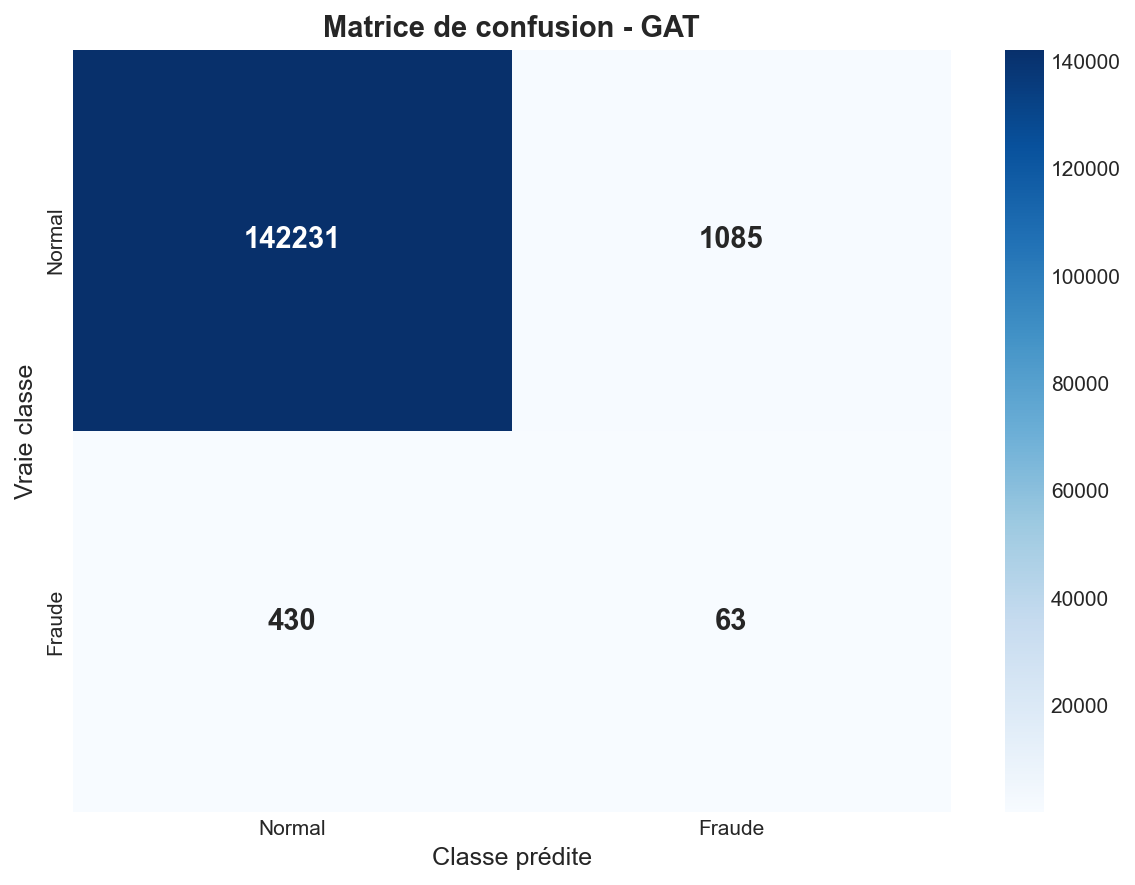 Matrice de confusion - GAT
Vraie classe
Normal
142231
1085
Fraude
430
63
Normal
Fraude
Classe prédite
140000
120000
100000
80000
60000
40000
20000